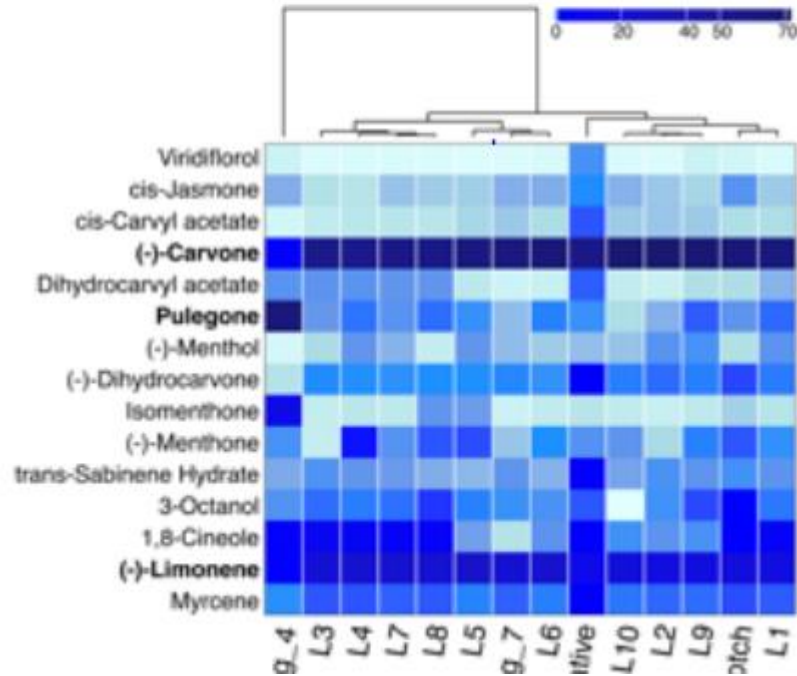 0 20 40 50 70
Viridiflorol
cis-Jasmone
cis-Carvyl acetate
(-)-Carvone
Dihydrocarvyl acetate
Pulegone
(-)-Menthol
(-)-Dihydrocarvone
Isomenthone
(-)-Menthone
trans-Sabinene Hydrate
3-Octanol
1,8-Cineole
(-)-Limonene
Myrcene
g_4 L3 L4 L7 L8 L5 g_7 L6 ative L10 L2 L9 otch L1